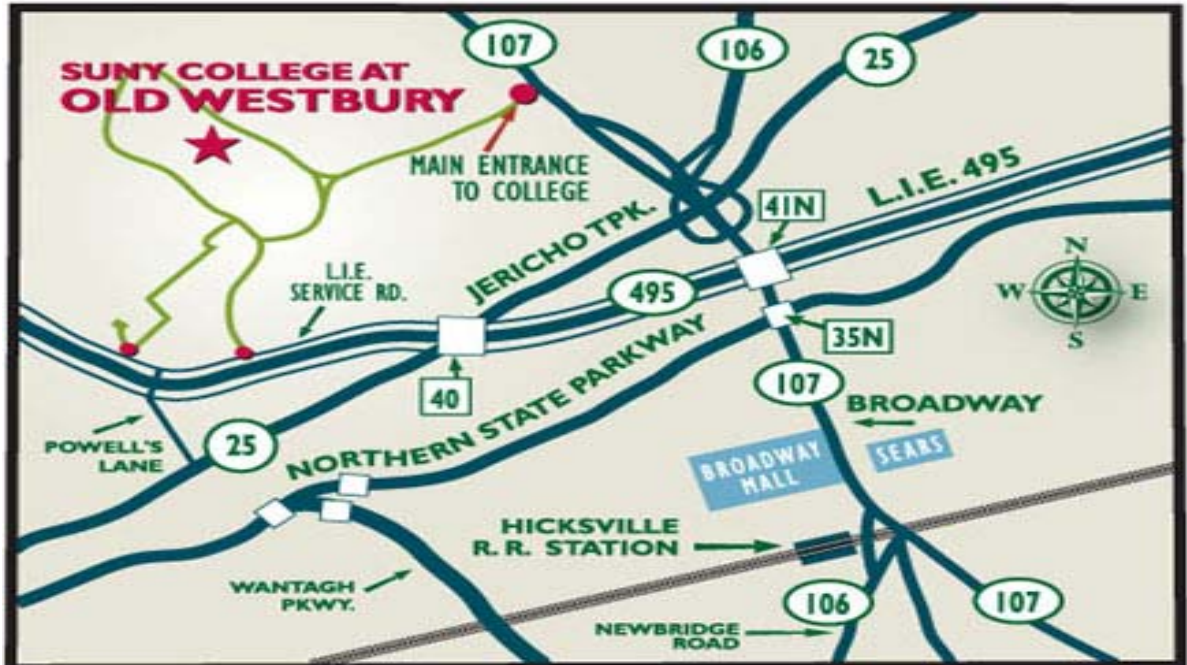 107
106
25
SUNY COLLEGE AT
OLD WESTBURY
MAIN ENTRANCE
TO COLLEGE
41N
L.I.E. 495
JERICHO TPK.
N
W
E
S
L.I.E.
SERVICE RD.
495
35N
40
NORTHERN STATE PARKWAY
107
BROADWAY
POWELL'S
LANE
25
BROADWAY
MALL
SEARS
HICKSVILLE
R. R. STATION
WANTAGH
PKWY.
106
107
NEWBRIDGE
ROAD